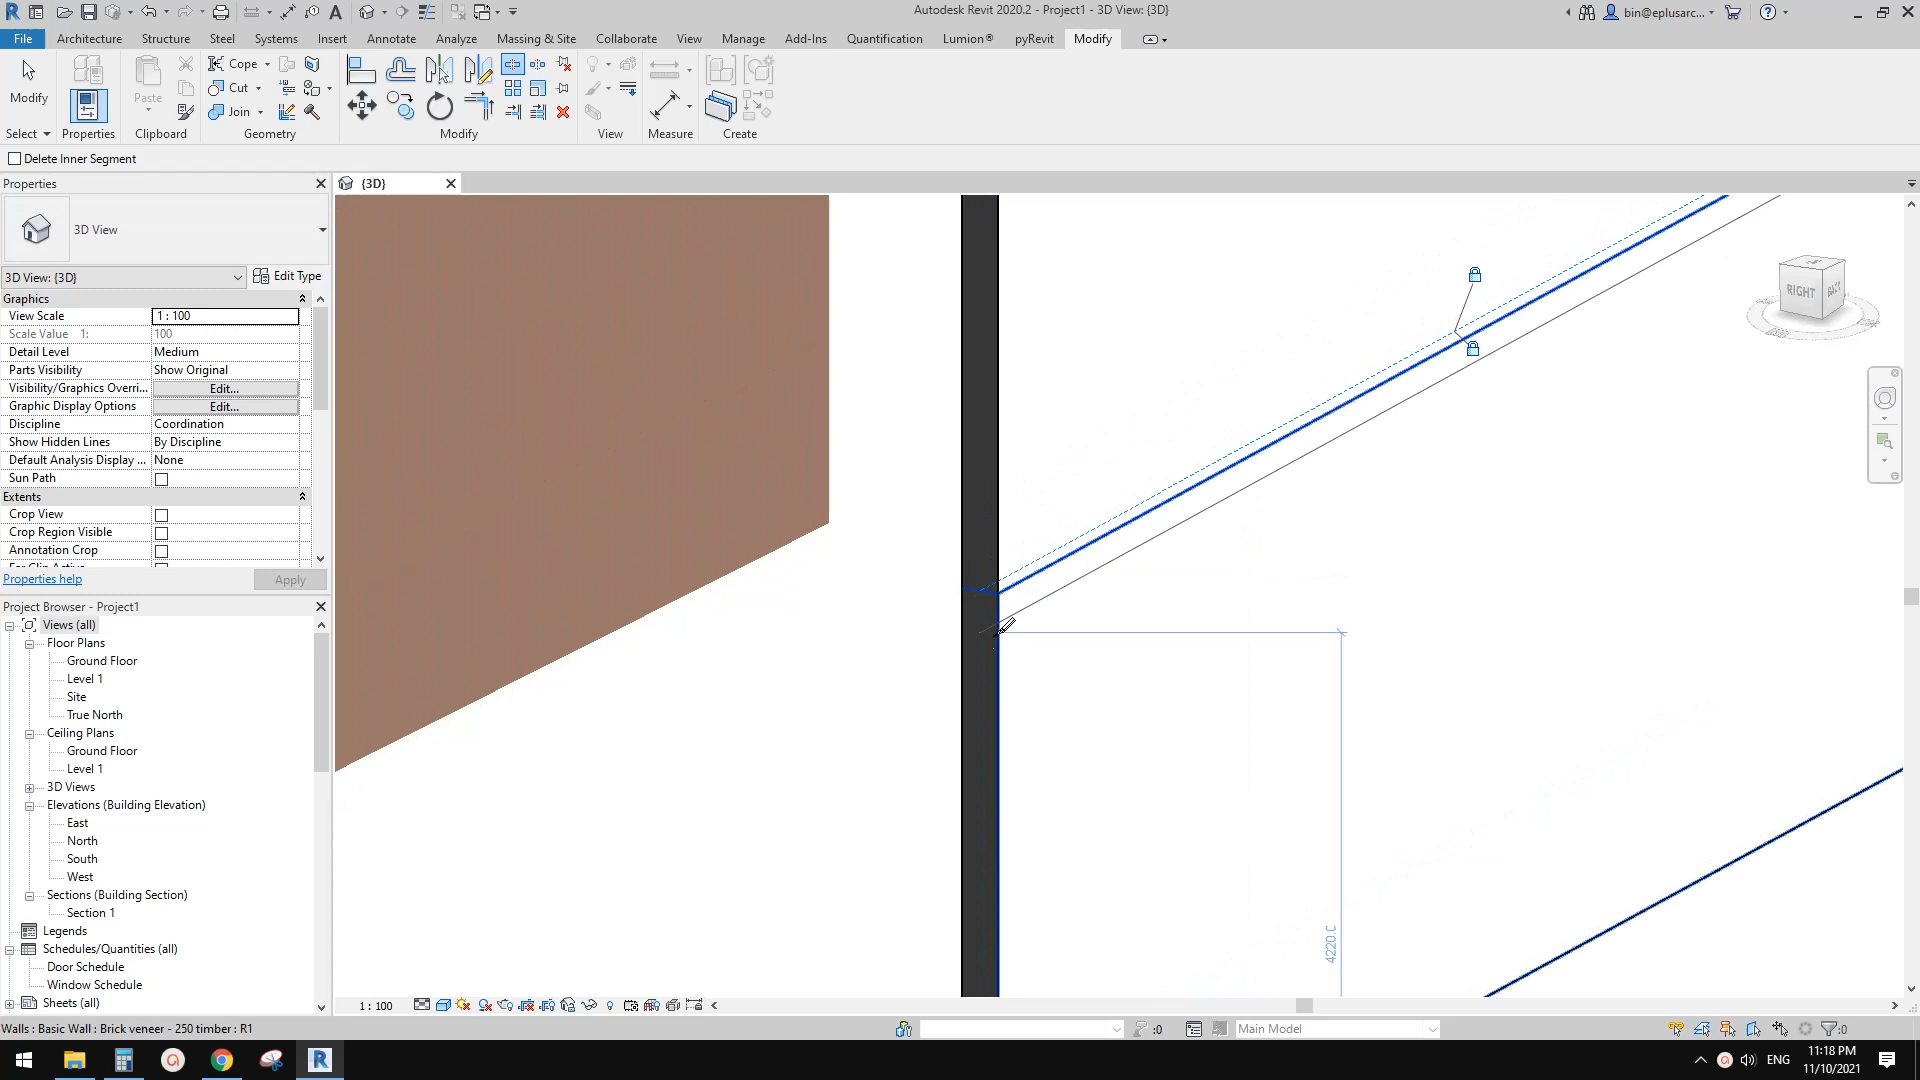 Autodesk Revit 2020.2 - Project1 - 3D View: {3D}
bin@eplusarc...
File
Architecture
Structure
Steel
Systems
Insert
Annotate
Analyze
Massing & Site
Collaborate
View
Manage
Add-Ins
Quantification
Lumion®
pyRevit
Modify
Modify
Paste
Cope
Cut
Join
Select
Properties
Clipboard
Geometry
Modify
View
Measure
Create
Delete Inner Segment
Properties
{3D}
3D View
3D View: {3D}
Edit Type
Graphics
View Scale
1 : 100
Scale Value 1:
100
Detail Level
Medium
Parts Visibility
Show Original
Visibility/Graphics Overri...
Edit...
Graphic Display Options
Edit...
Discipline
Coordination
Show Hidden Lines
By Discipline
Default Analysis Display ...
None
Sun Path
Extents
Crop View
Crop Region Visible
Annotation Crop
Properties help
Apply
Project Browser - Project1
Views (all)
Floor Plans
Ground Floor
Level 1
Site
True North
Ceiling Plans
Ground Floor
Level 1
3D Views
Elevations (Building Elevation)
East
North
South
West
Sections (Building Section)
Section 1
Legends
Schedules/Quantities (all)
Door Schedule
Window Schedule
Sheets (all)
RIGHT
BACK
4220.0
1 : 100
Walls : Basic Wall : Brick veneer - 250 timber : R1
:0
Main Model
:0
ENG
11:18 PM
11/10/2021